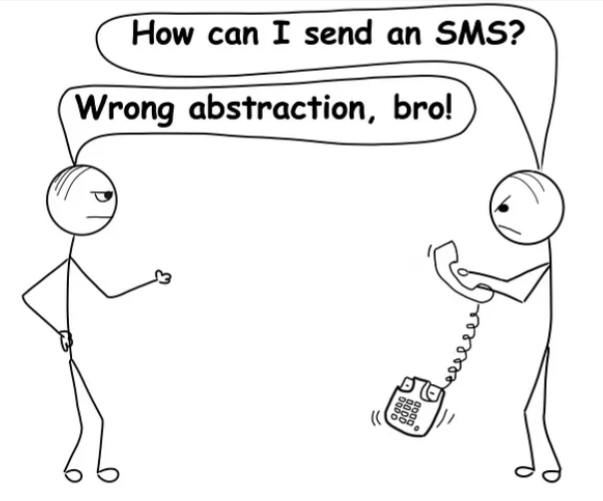 How can I send an SMS?
Wrong abstraction, bro!